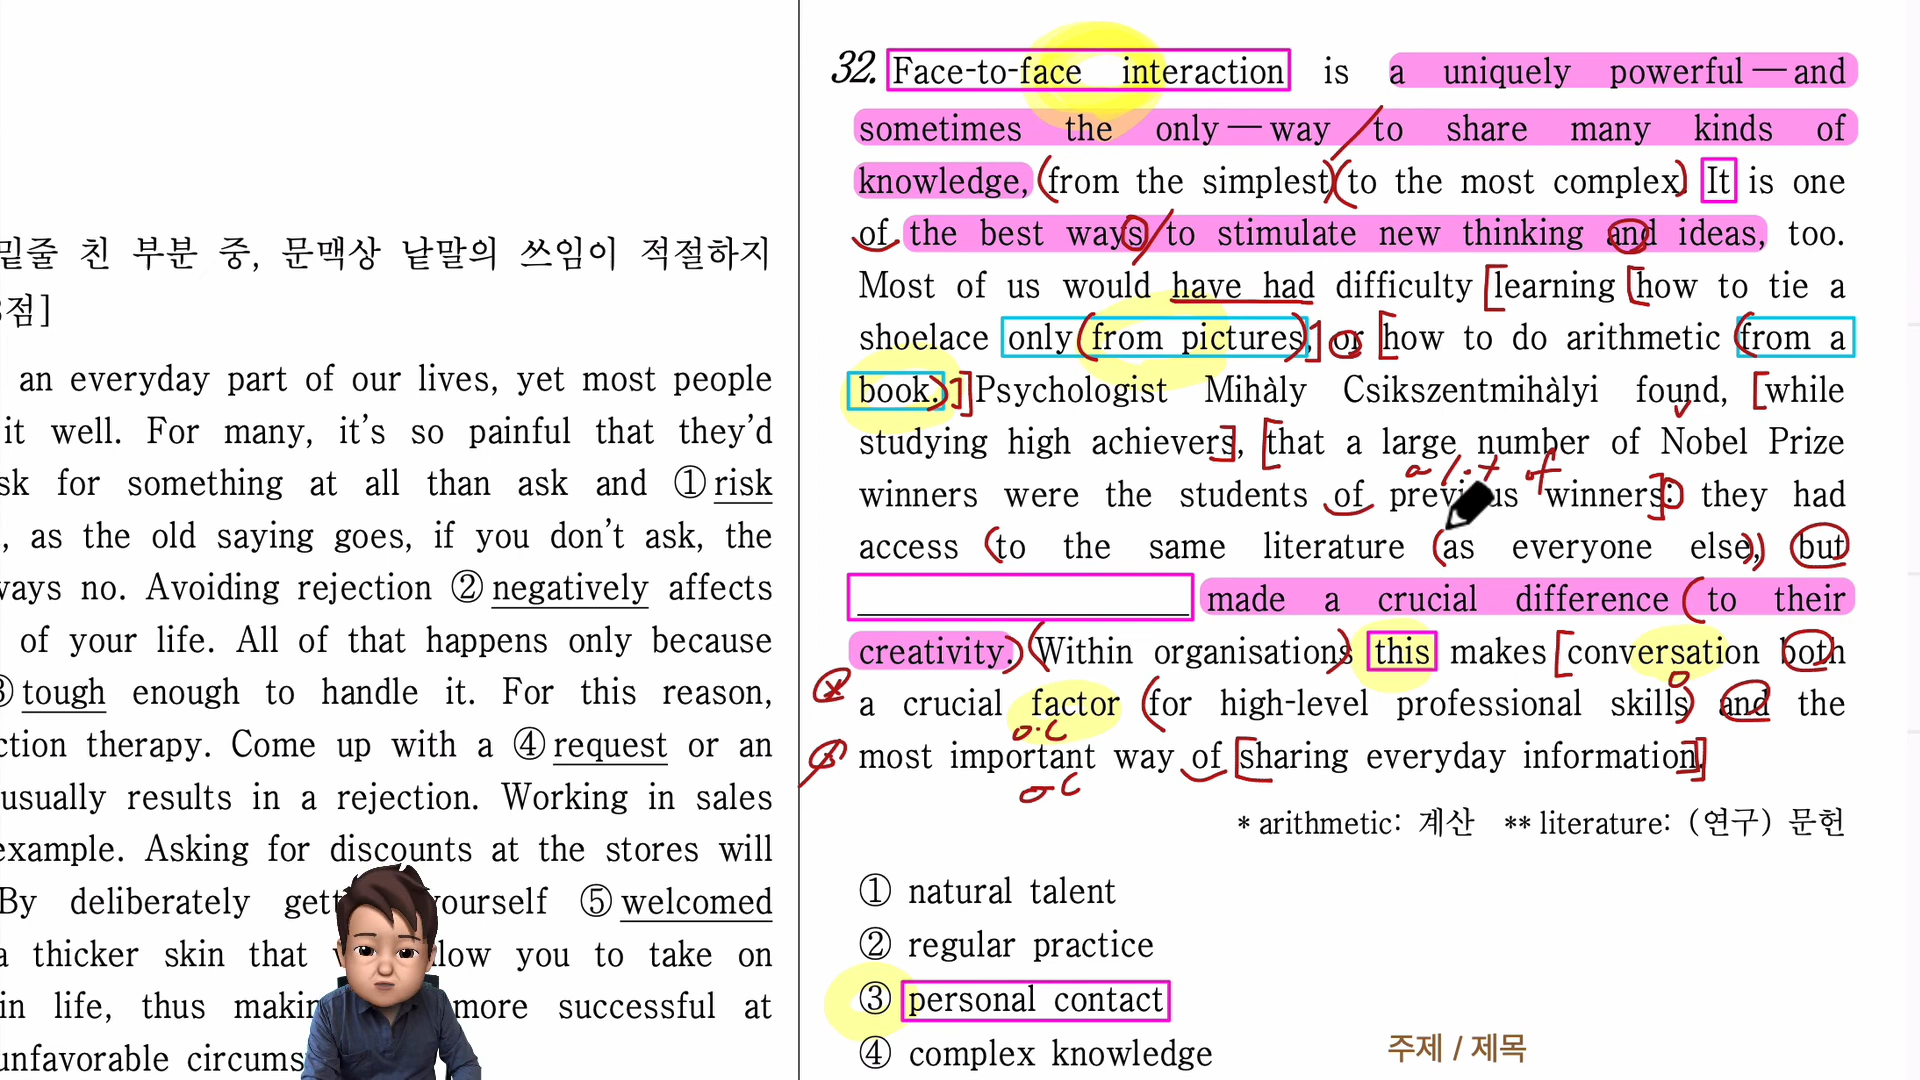 밑줄 친 부분 중, 문맥상 낱말의 쓰임이 적절하지
점]
an everyday part of our lives, yet most people
it well. For many, it's so painful that they'd
for something at all than ask and ① risk
, as the old saying goes, if you don't ask, the
no. Avoiding rejection ② negatively affects
of your life. All of that happens only because
tough enough to handle it. For this reason,
therapy. Come up with a ④ request or an
usually results in a rejection. Working in sales
example. Asking for discounts at the stores will
By deliberately yourself ⑤ welcomed
a thicker skin that you to take on
in life, thus more successful at
unfavorable
32. Face-to-face interaction is a uniquely powerful — and
sometimes the only — way to share many kinds of
knowledge, from the simplest to the most complex. It is one
of the best ways to stimulate new thinking and ideas, too.
Most of us would have had difficulty learning how to tie a
shoelace only from pictures, or how to do arithmetic from a
book. Psychologist Mihàly Csikszentmihàlyi found, while
studying high achievers, that a large number of Nobel Prize
a lot of
winners were the students of previous winners: they had
access to the same literature as everyone else, but
made a crucial difference to their
creativity. Within organisations this makes conversation both
a crucial factor for high-level professional skills and the
o.c
most important way of sharing everyday information.
o c
* arithmetic: 계산 ** literature: (연구) 문헌
① natural talent
② regular practice
③ personal contact
④ complex knowledge
주제 / 제목